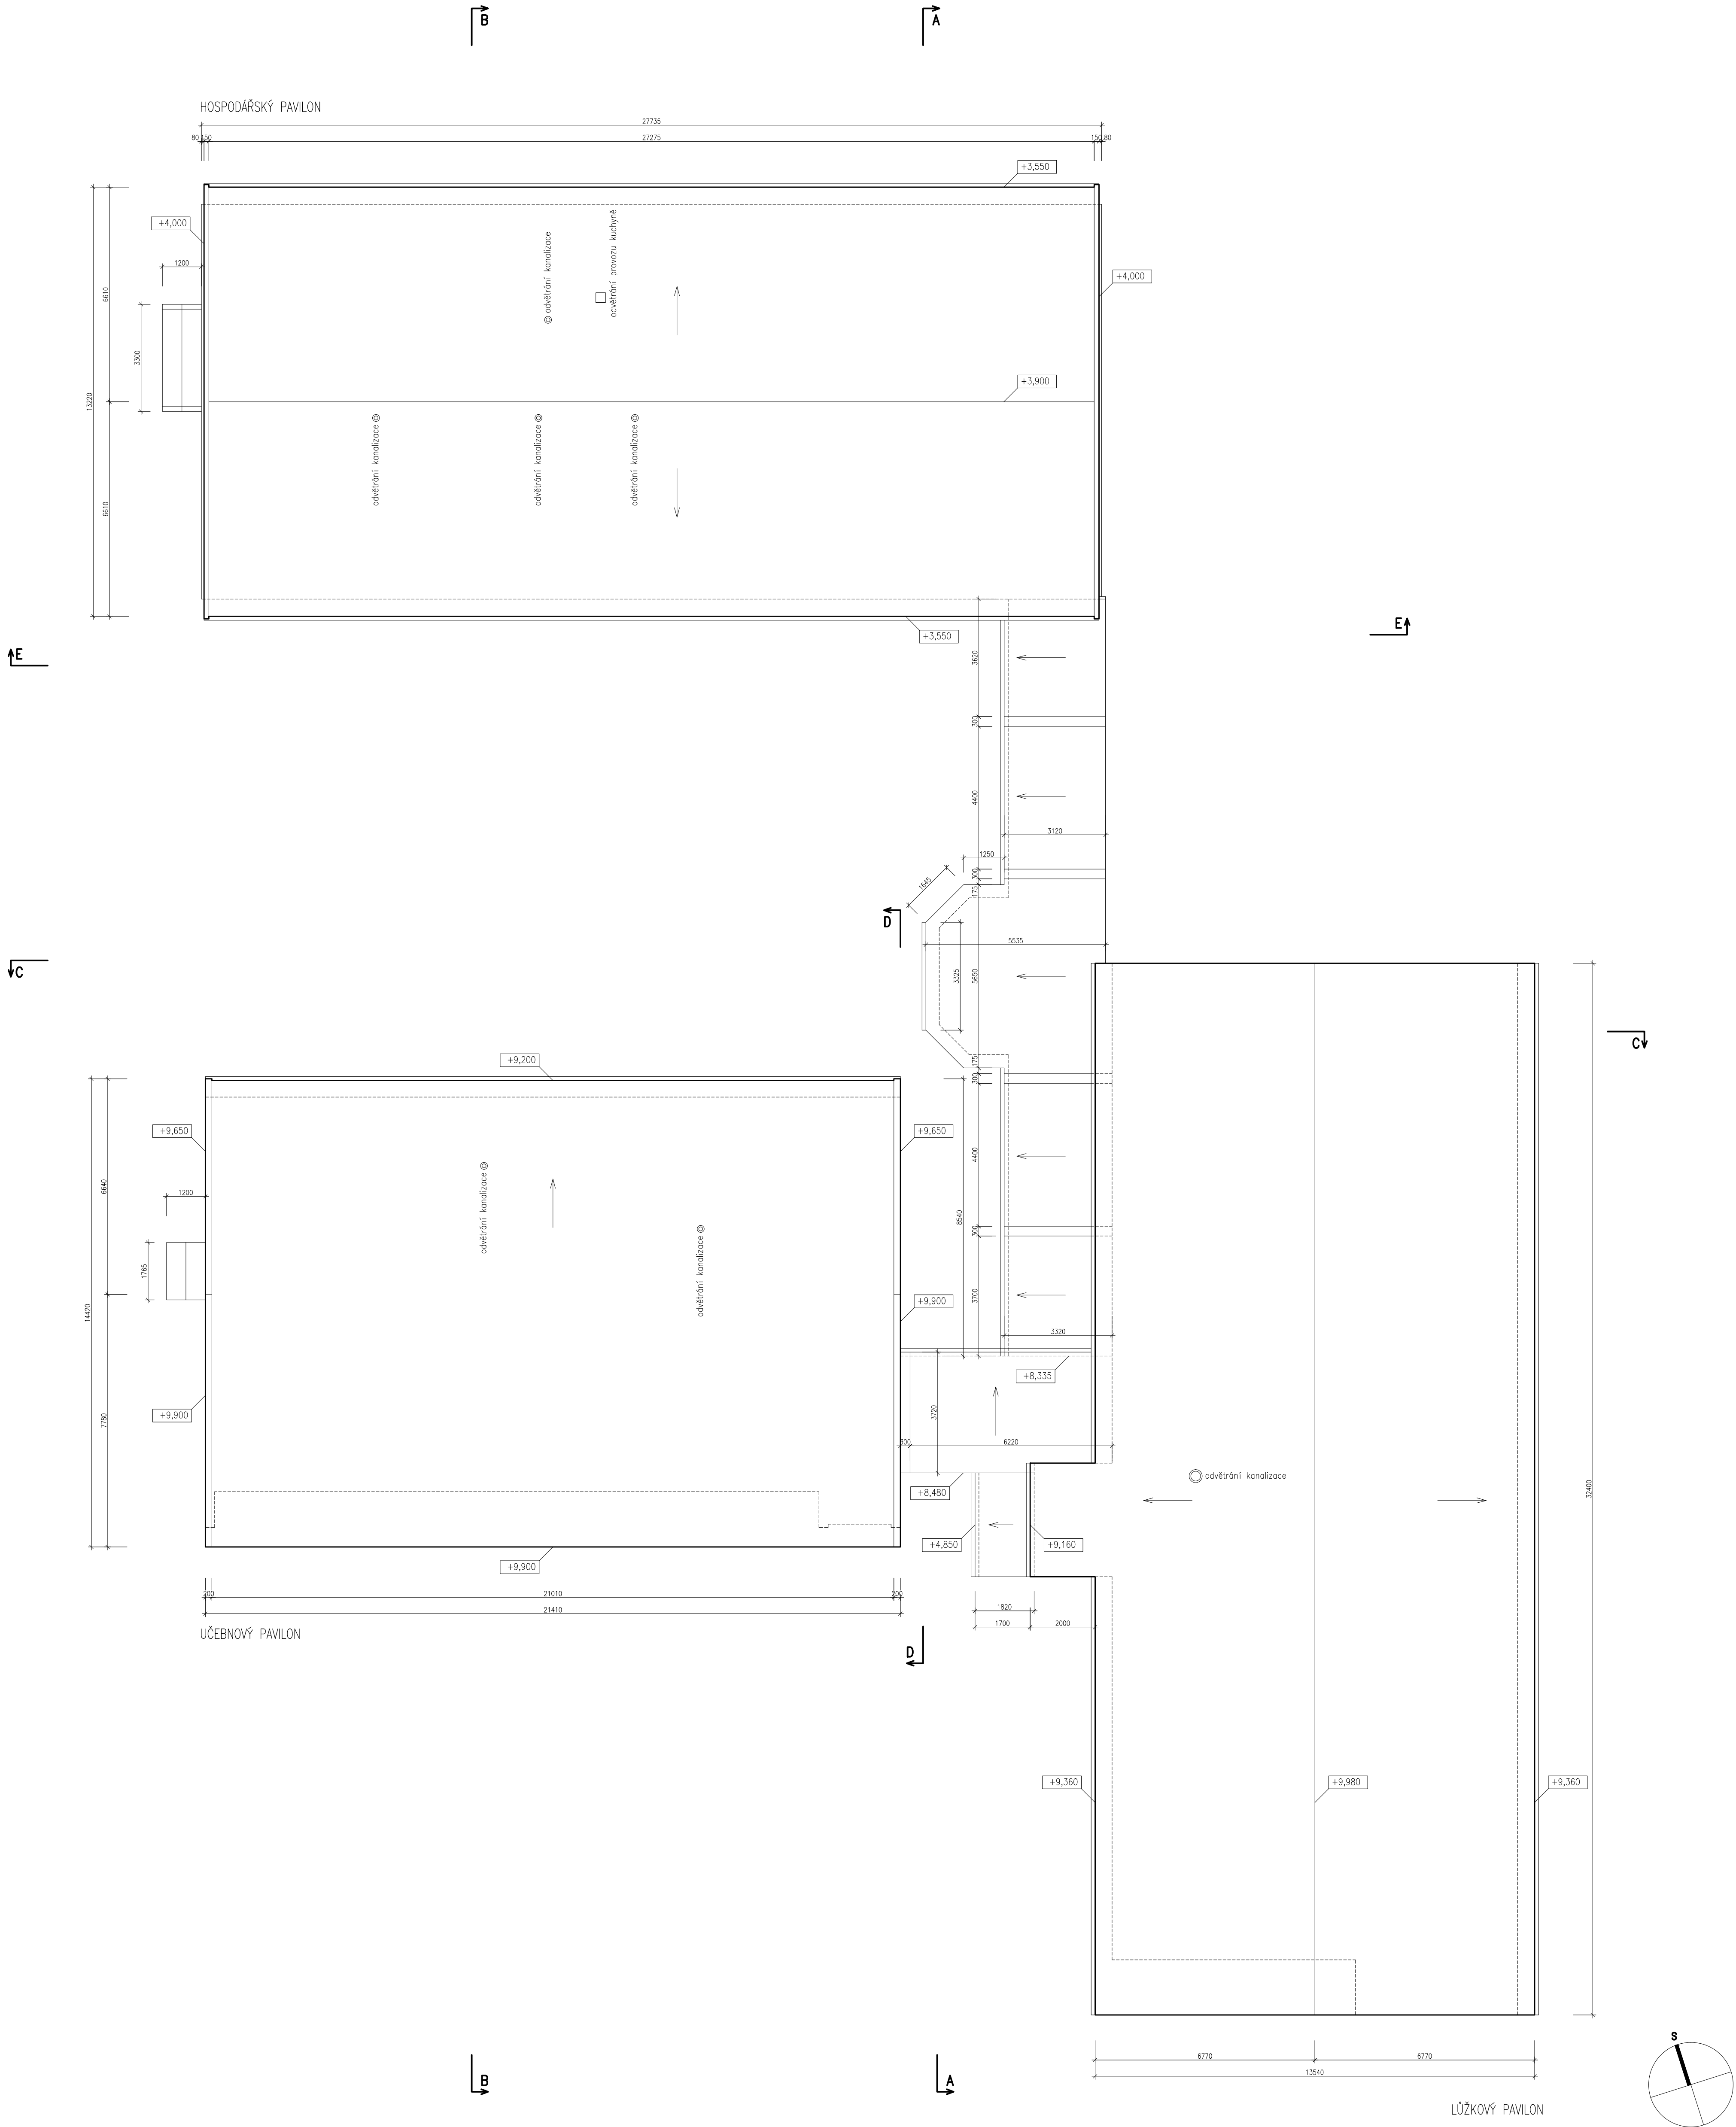 B
A
HOSPODÁŘSKÝ PAVILON
27735
80 150
27275
150 80
+3,550
+4,000
+4,000
1200
odvětrání kanalizace
odvětrání provozu kuchyně
6610
3300
13220
+3,900
odvětrání kanalizace
odvětrání kanalizace
odvětrání kanalizace
6610
+3,550
E
E
3620
300
4400
3120
1250
300
175
1645
D
5535
3325
5650
C
C
175
300
+9,200
+9,650
+9,650
4400
6640
1200
odvětrání kanalizace
8540
odvětrání kanalizace
300
1765
14420
+9,900
3700
3320
+8,335
+9,900
7780
3720
300
6220
odvětrání kanalizace
+8,480
32400
+4,850
+9,160
+9,900
200
21010
200
21410
1820
1700
2000
UČEBNOVÝ PAVILON
D
+9,360
+9,980
+9,360
S
B
A
6770
6770
13540
LŮŽKOVÝ PAVILON